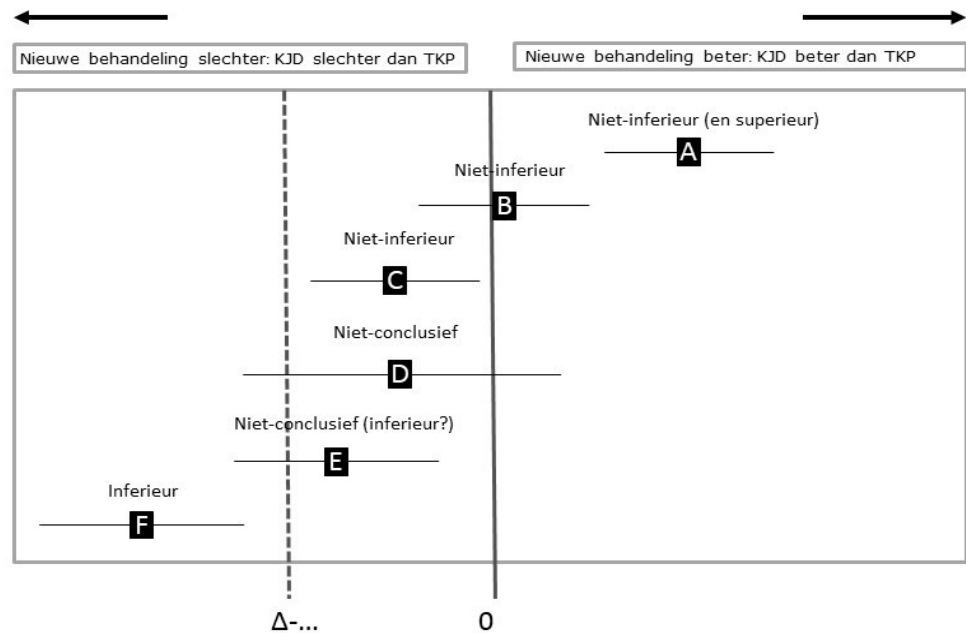 Nieuwe behandeling slechter: KJD slechter dan TKP
Nieuwe behandeling beter: KJD beter dan TKP
Niet-inferieur (en superieur)
A
Niet-inferieur
B
Niet-inferieur
C
Niet-conclusief
D
Niet-conclusief (inferieur?)
E
Inferieur
F
Δ-...
0